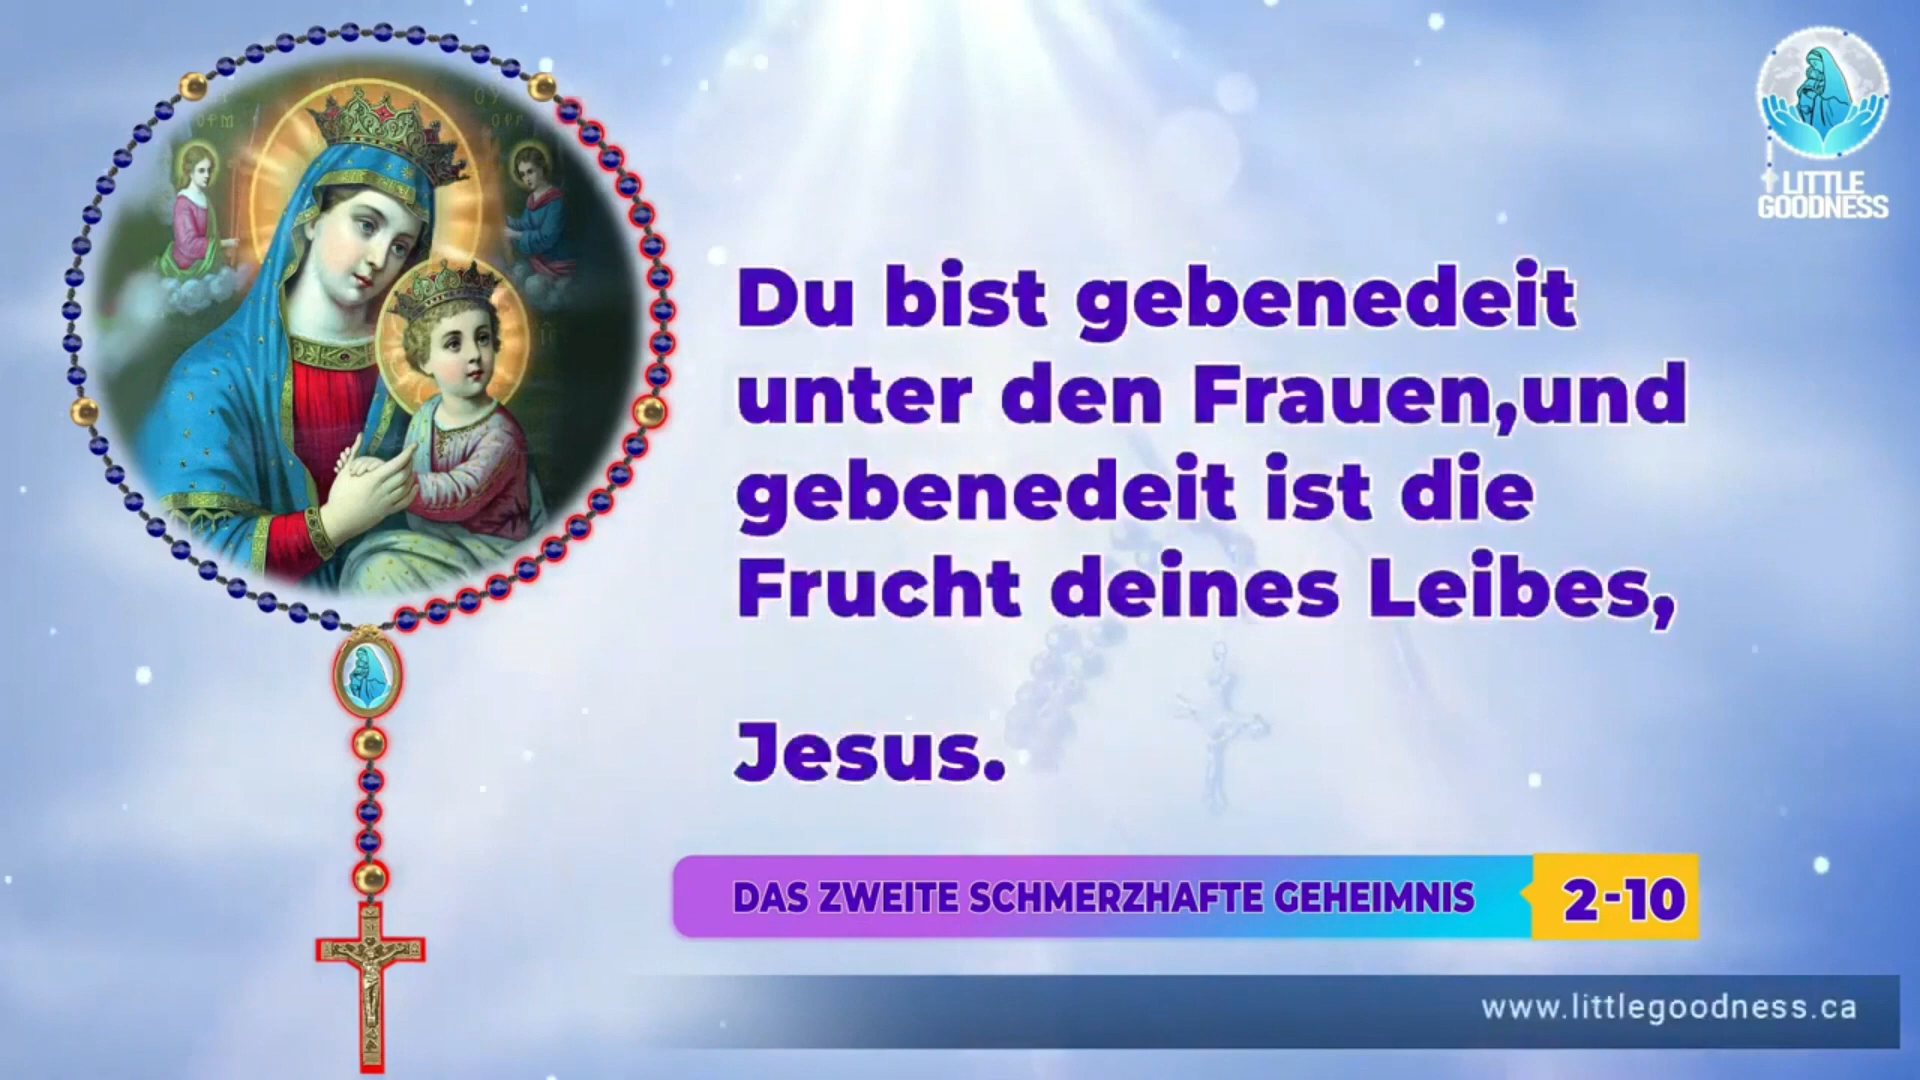 LITTLE
GOODNESS
Du bist gebenedeit
unter den Frauen,und
gebenedeit ist die
Frucht deines Leibes,
Jesus.
DAS ZWEITE SCHMERZHAFTE GEHEIMNIS 2-10
www.littlegoodness.ca